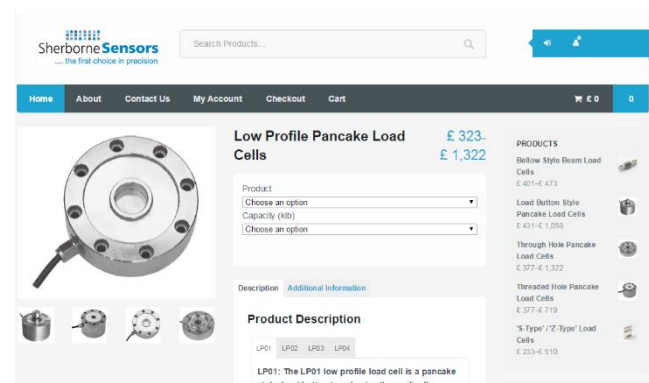 Sherborne Sensors
.... the first choice in precision
Search Products...
Home About Contact Us My Account Checkout Cart £ 0 0
Low Profile Pancake Load Cells
£ 323–£ 1,322
Product
Choose an option
Capacity (klb)
Choose an option
Description Additional Information
Product Description
LP01 LP02 LP03 LP04
LP01: The LP01 low profile load cell is a pancake
PRODUCTS
Bellow Style Beam Load
Cells
£ 401–£ 473
Load Button Style
Pancake Load Cells
£ 431–£ 1,058
Through Hole Pancake
Load Cells
£ 377–£ 1,322
Threaded Hole Pancake
Load Cells
£ 377–£ 719
'S-Type' / 'Z-Type' Load
Cells
£ 233–£ 510